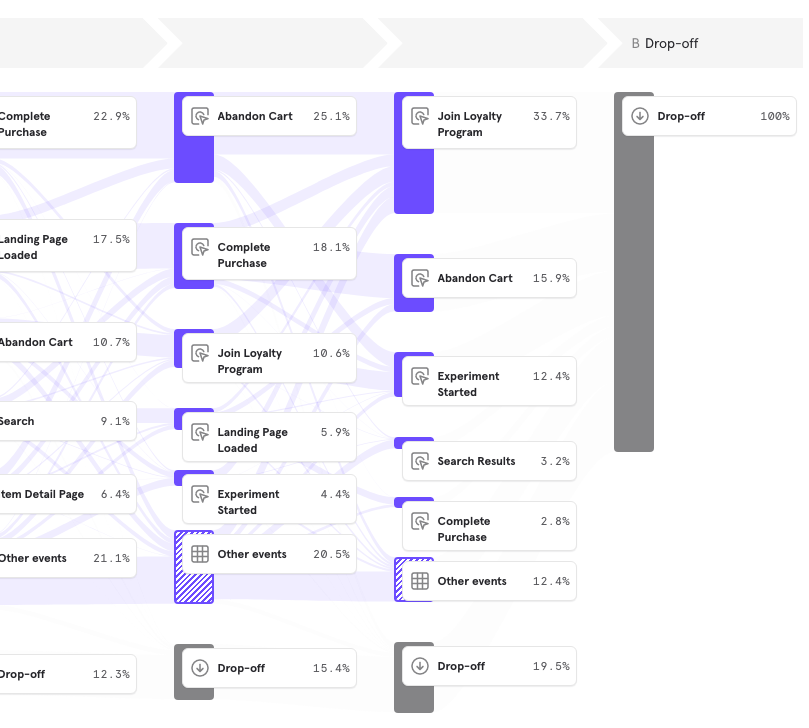 B Drop-off
Complete
Purchase
22.9%
Landing Page
Loaded
17.5%
Abandon Cart
10.7%
Search
9.1%
Item Detail Page
6.4%
Other events
21.1%
Drop-off
12.3%
Abandon Cart
25.1%
Complete
Purchase
18.1%
Join Loyalty
Program
10.6%
Landing Page
Loaded
5.9%
Experiment
Started
4.4%
Other events
20.5%
Drop-off
15.4%
Join Loyalty
Program
33.7%
Abandon Cart
15.9%
Experiment
Started
12.4%
Search Results
3.2%
Complete
Purchase
2.8%
Other events
12.4%
Drop-off
19.5%
Drop-off
100%